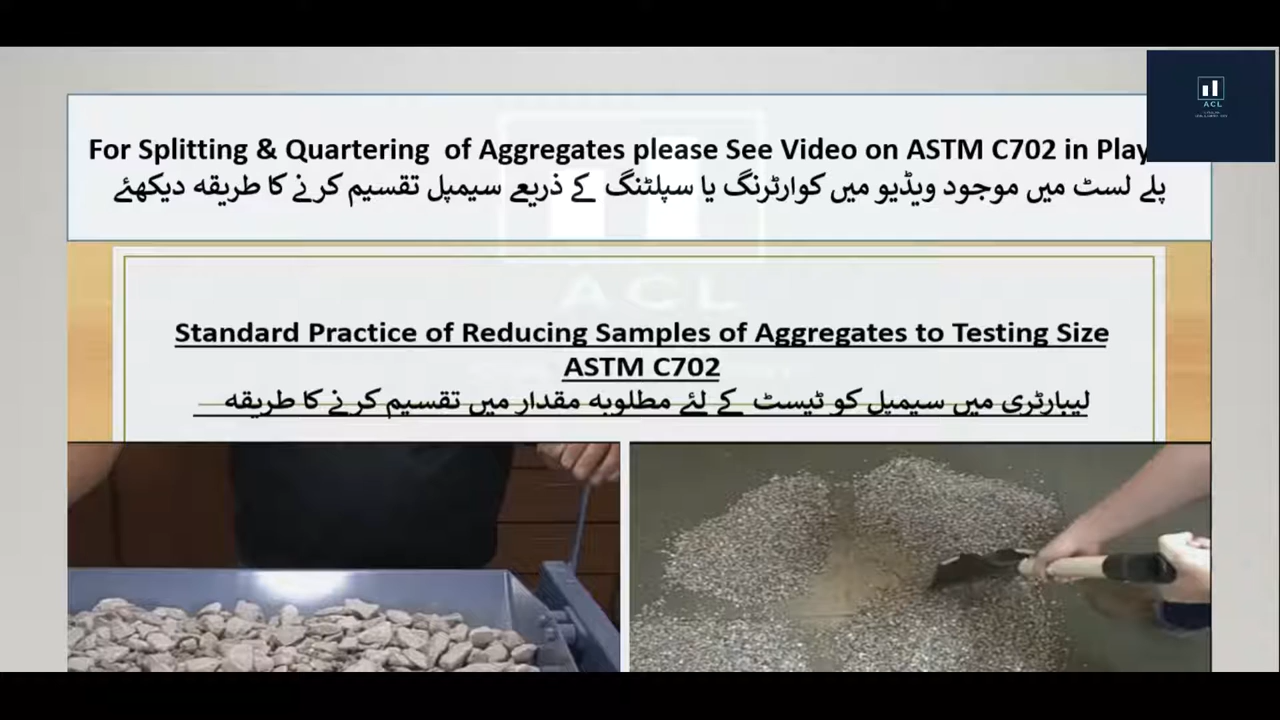 For Splitting & Quartering of Aggregates please See Video on ASTM C702 in Play
پلے لسٹ میں موجود ویڈیو میں کوارٹرنگ یا سپلٹنگ کے ذریعے سیمپل تقسیم کرنے کا طریقہ دیکھئے
ACL
ACL
Standard Practice of Reducing Samples of Aggregates to Testing Size
ASTM C702
لیبارٹری میں سیمپل کو ٹیسٹ کے لئے مطلوبہ مقدار میں تقسیم کرنے کا طریقہ